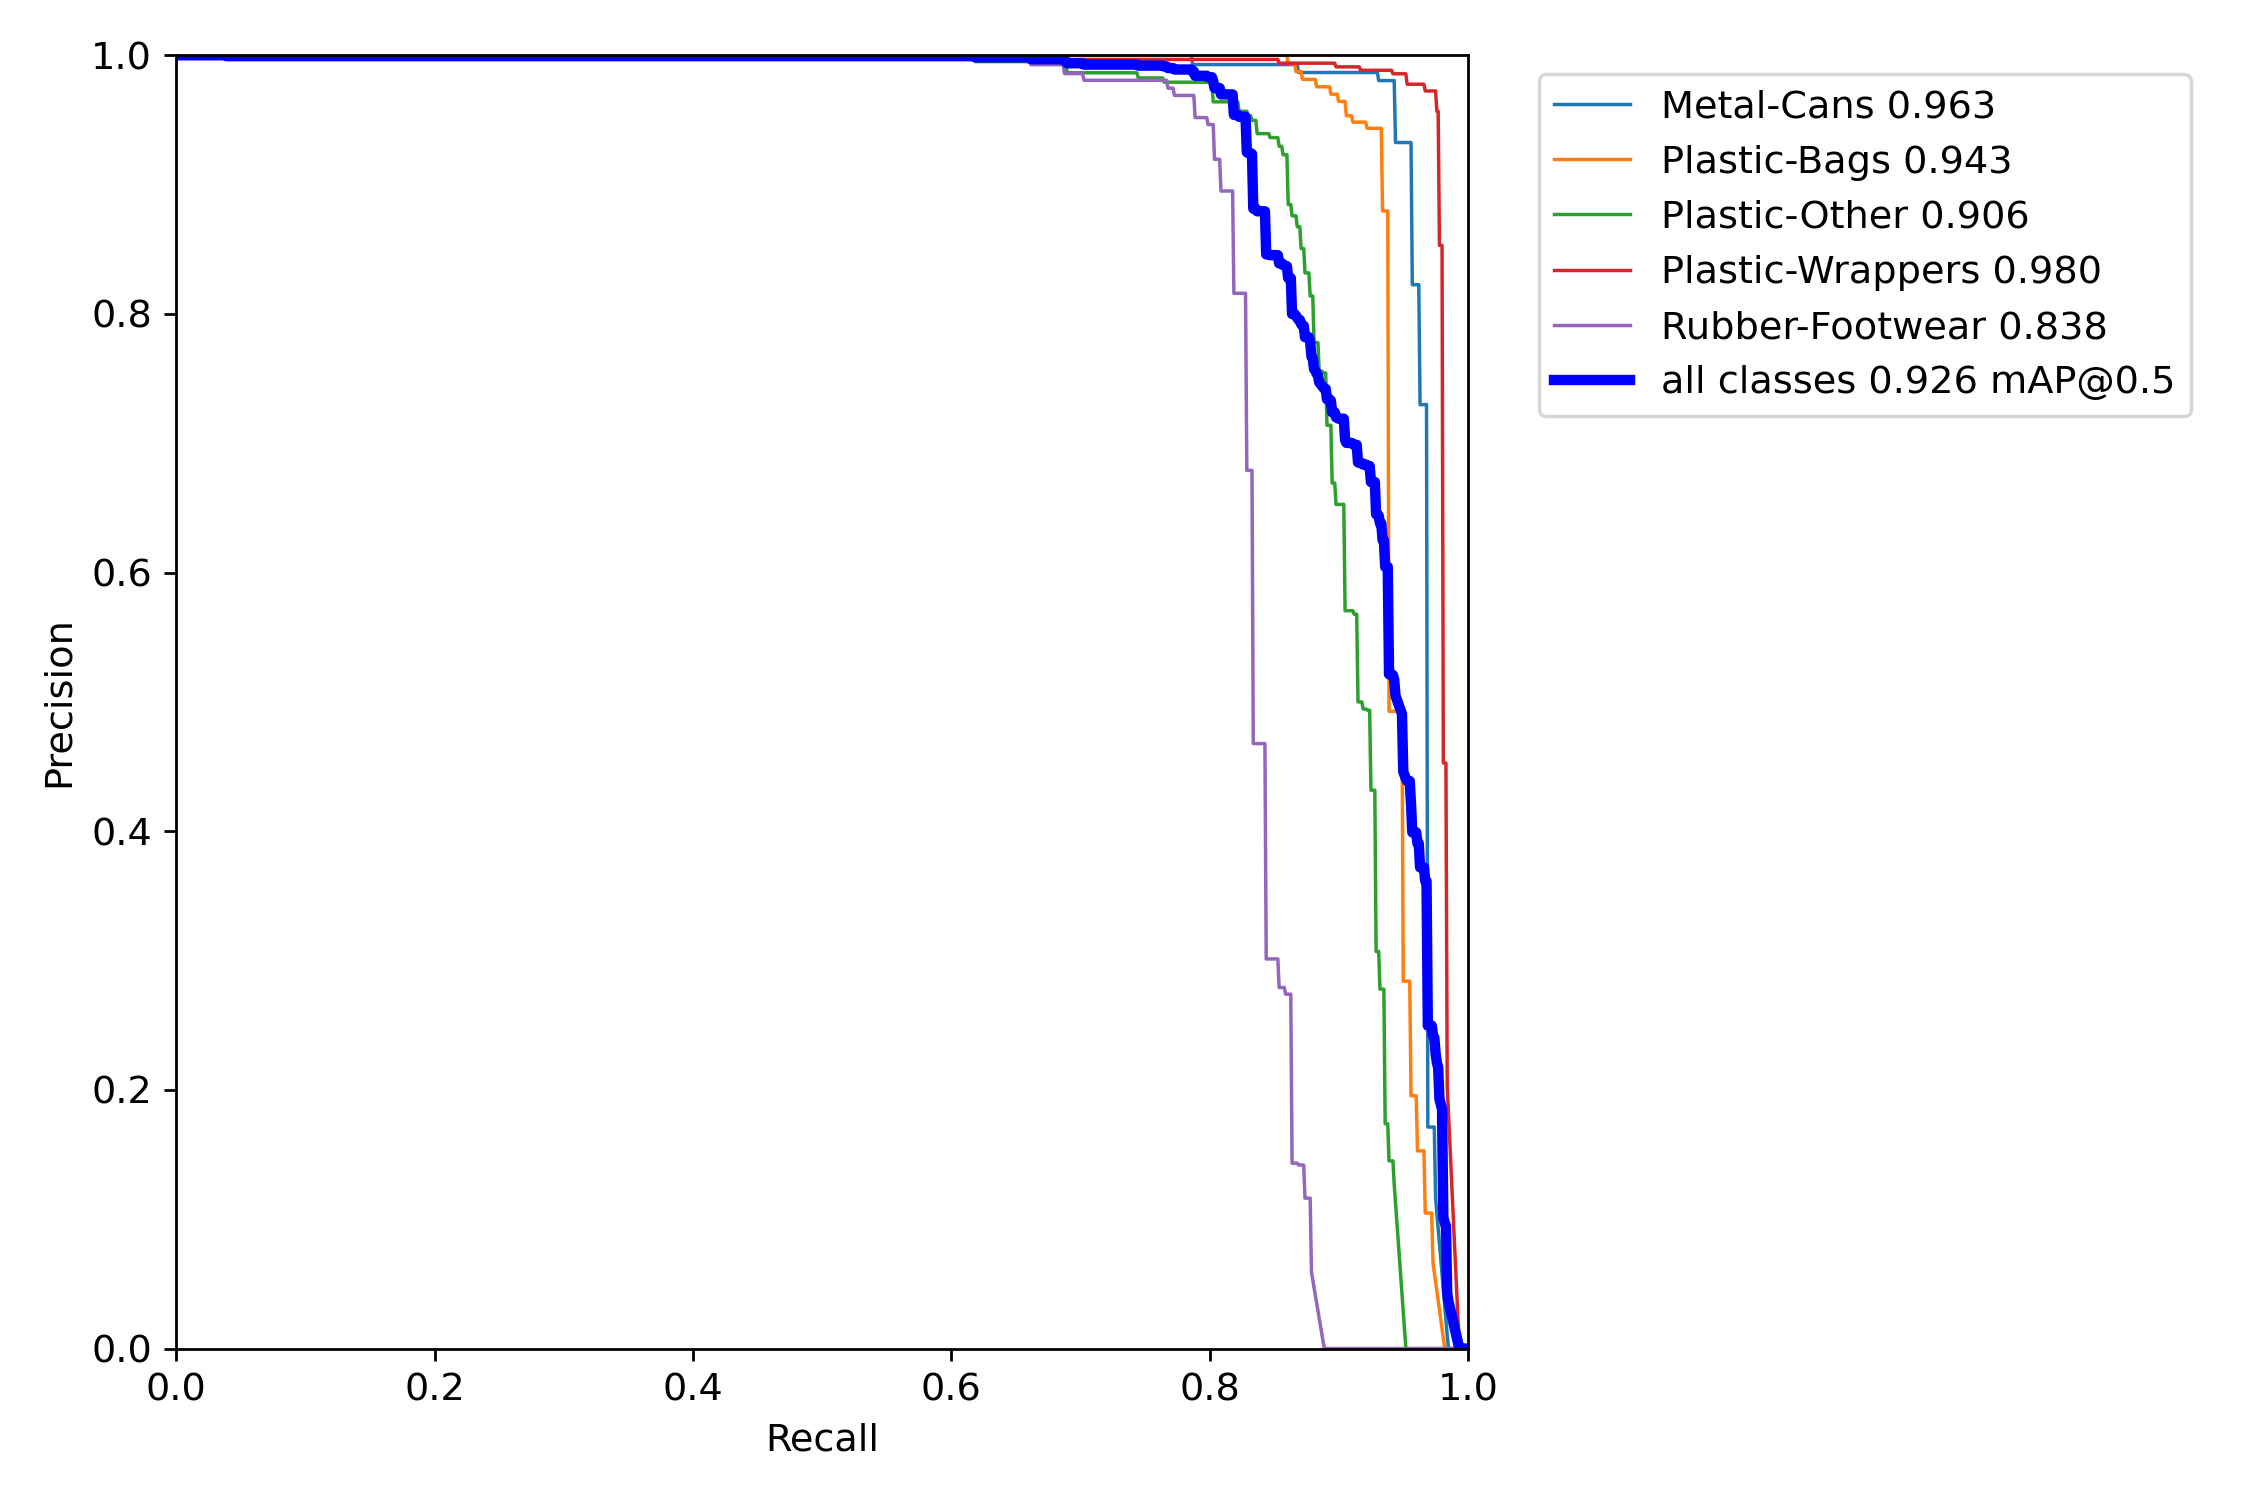 1.0
0.8
0.6
0.4
0.2
0.0
Precision
0.0 0.2 0.4 0.6 0.8 1.0
Recall
Metal-Cans 0.963
Plastic-Bags 0.943
Plastic-Other 0.906
Plastic-Wrappers 0.980
Rubber-Footwear 0.838
all classes 0.926 mAP@0.5